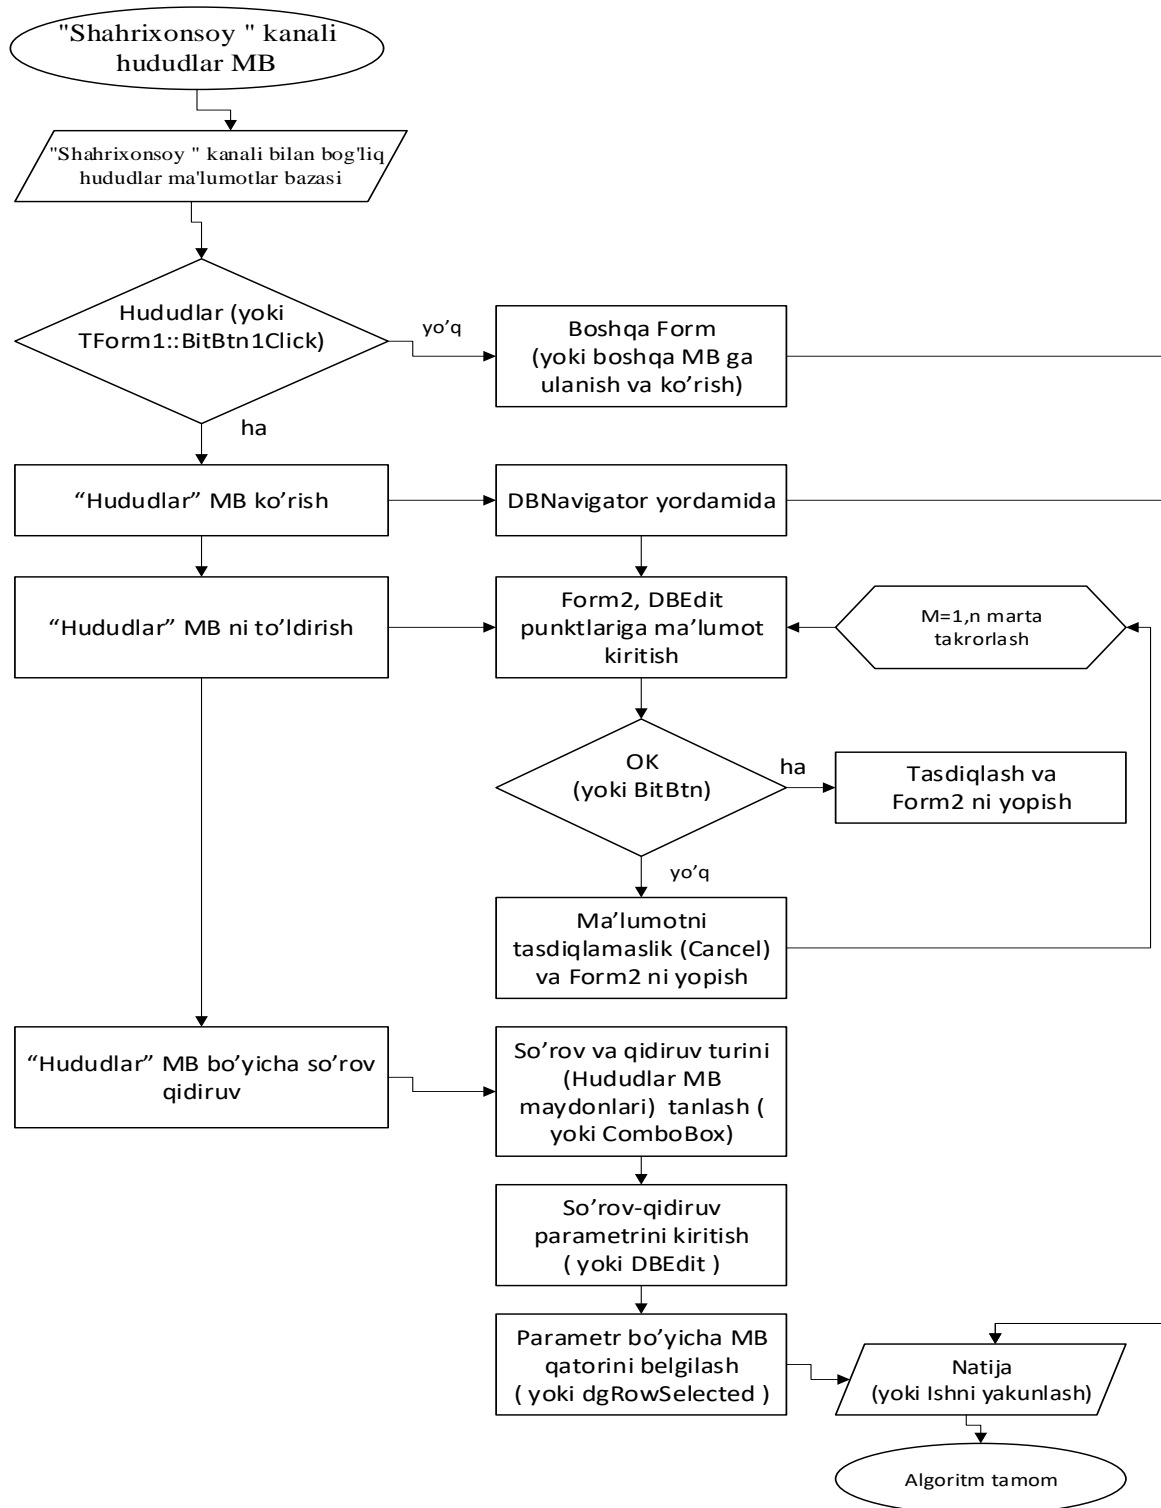 "Shahrixonsoy " kanali
hududlar MB
"Shahrixonsoy " kanali bilan bog'liq
hududlar ma'lumotlar bazasi
Hududlar (yoki
TForm1::BitBtn1Click)
yo’q
Boshqa Form
(yoki boshqa MB ga
ulanish va ko’rish)
ha
“Hududlar” MB ko’rish
DBNavigator yordamida
“Hududlar” MB ni to’ldirish
Form2, DBEdit
punktlariga ma’lumot
kiritish
M=1,n marta
takrorlash
OK
(yoki BitBtn)
ha
Tasdiqlash va
Form2 ni yopish
yo’q
Ma’lumotni
tasdiqlamaslik (Cancel)
va Form2 ni yopish
“Hududlar” MB bo’yicha so’rov
qidiruv
So’rov va qidiruv turini
(Hududlar MB
maydonlari) tanlash (
yoki ComboBox)
So’rov-qidiruv
parametrini kiritish
( yoki DBEdit )
Parametr bo’yicha MB
qatorini belgilash
( yoki dgRowSelected )
Natija
(yoki Ishni yakunlash)
Algoritm tamom